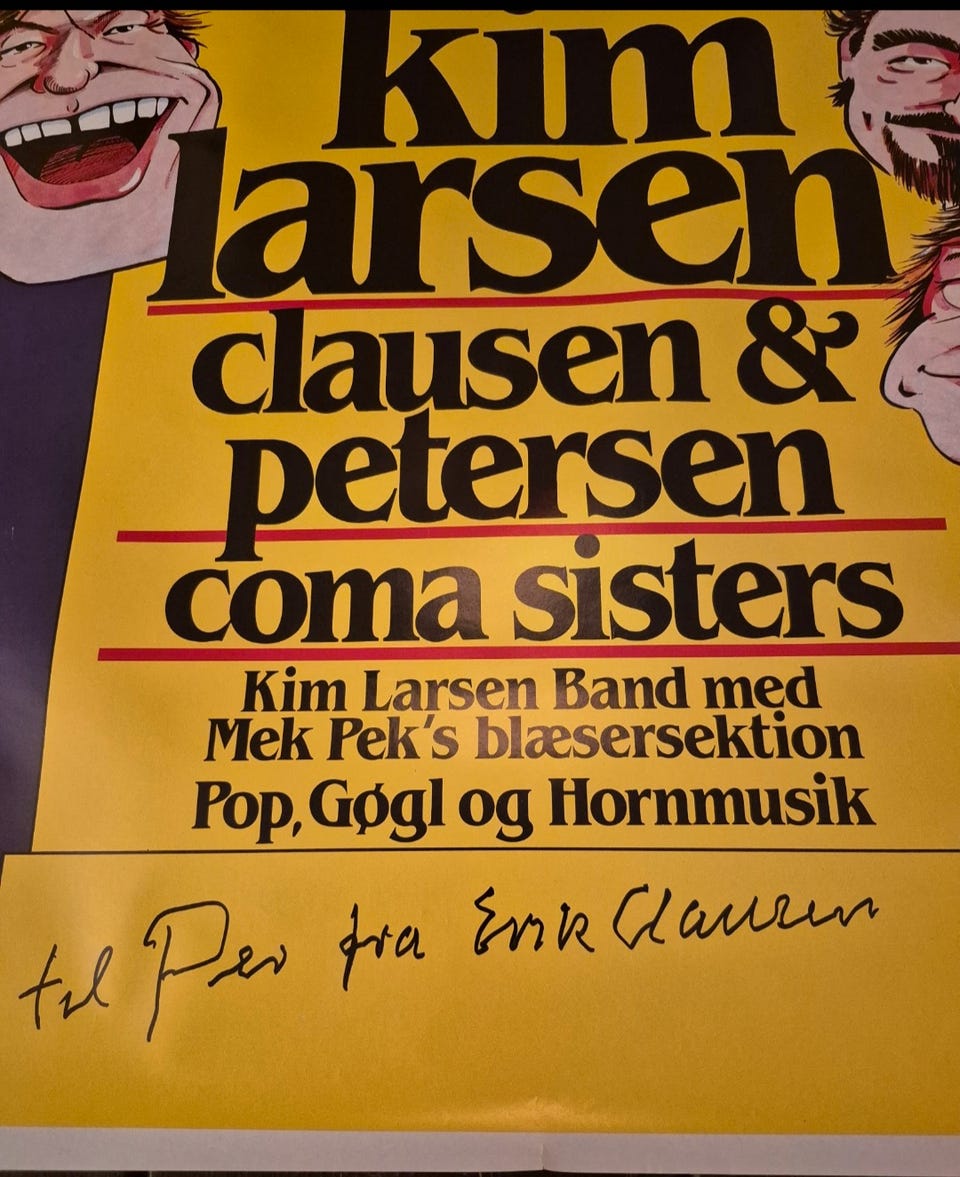 kim
larsen
clausen &
petersen
coma sisters
Kim Larsen Band med
Mek Pek's blæsersektion
Pop, Gøgl og Hornmusik
til Per fra Erik Clausen